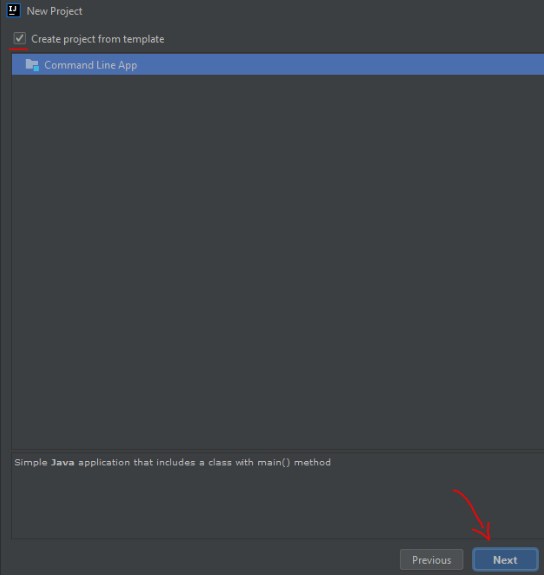 IJ New Project
Create project from template
Command Line App
Simple Java application that includes a class with main() method
Previous Next